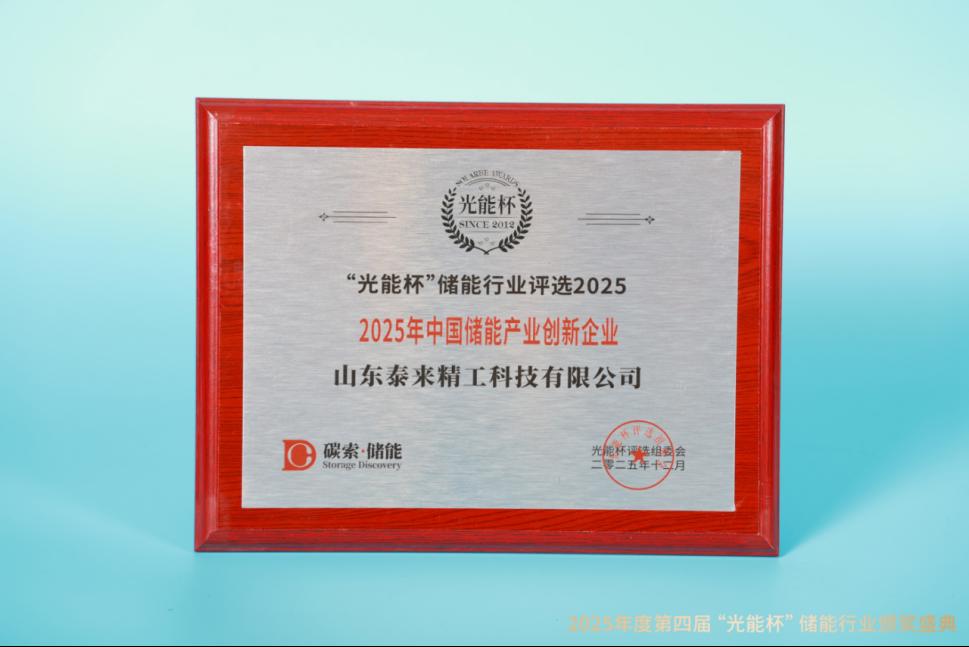 SOLARBE AWARDS
光能杯
SINCE 2012
“光能杯”储能行业评选2025
2025年中国储能产业创新企业
山东泰来精工科技有限公司
碳索·储能
Storage Discovery
光能杯评选组委会
二零二五年十二月
2025年度第四届“光能杯”储能行业颁奖盛典